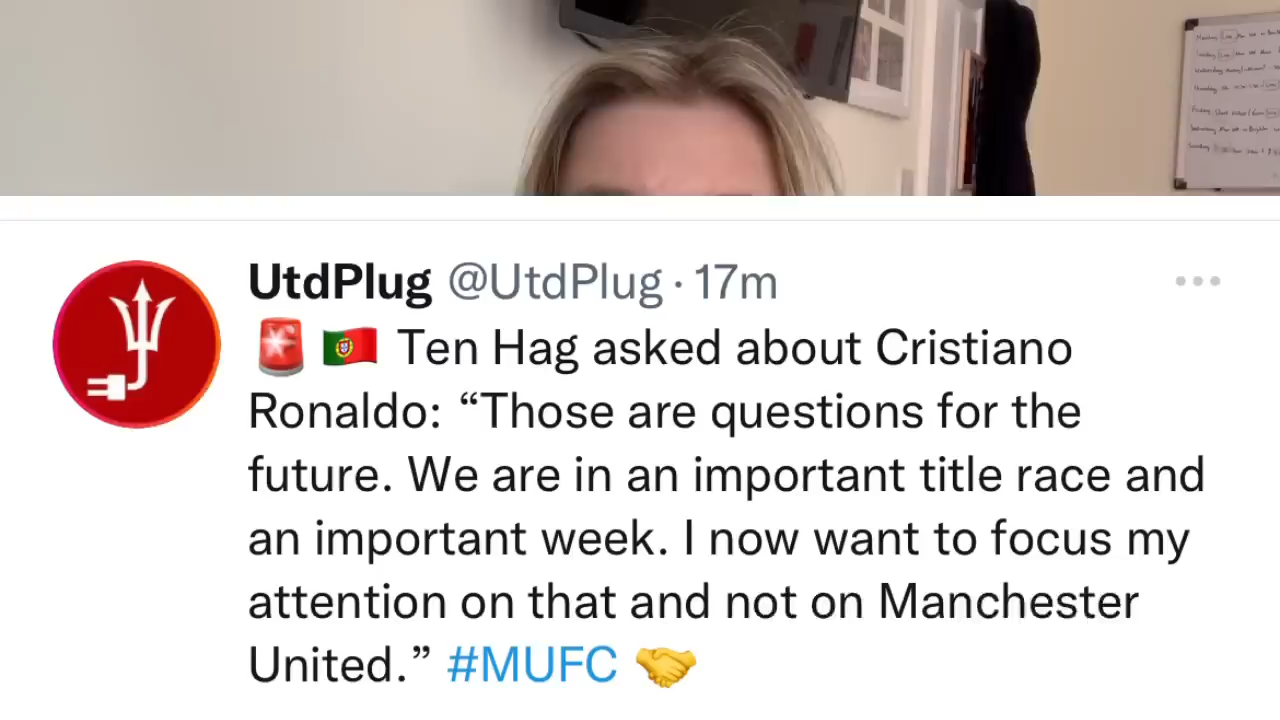 UtdPlug @UtdPlug · 17m
🚨🇵🇹 Ten Hag asked about Cristiano
Ronaldo: “Those are questions for the
future. We are in an important title race and
an important week. I now want to focus my
attention on that and not on Manchester
United.” #MUFC 🤝